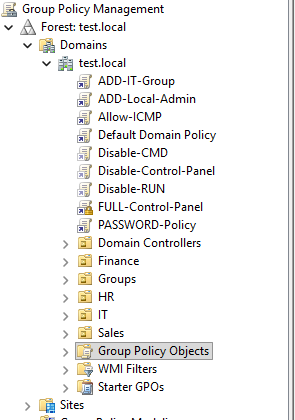 Group Policy Management
Forest: test.local
Domains
test.local
ADD-IT-Group
ADD-Local-Admin
Allow-ICMP
Default Domain Policy
Disable-CMD
Disable-Control-Panel
Disable-RUN
FULL-Control-Panel
PASSWORD-Policy
Domain Controllers
Finance
Groups
HR
IT
Sales
Group Policy Objects
WMI Filters
Starter GPOs
Sites